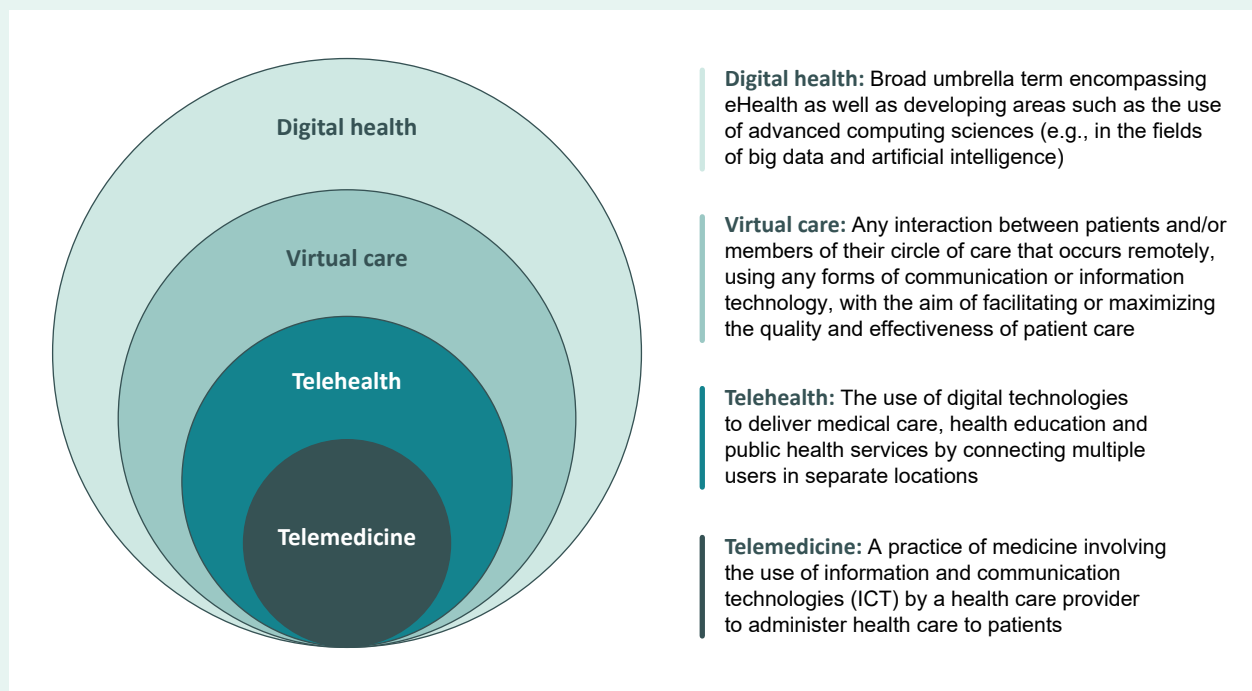 Digital health
Virtual care
Telehealth
Telemedicine
Digital health: Broad umbrella term encompassing
eHealth as well as developing areas such as the use
of advanced computing sciences (e.g., in the fields
of big data and artificial intelligence)
Virtual care: Any interaction between patients and/or
members of their circle of care that occurs remotely,
using any forms of communication or information
technology, with the aim of facilitating or maximizing
the quality and effectiveness of patient care
Telehealth: The use of digital technologies
to deliver medical care, health education and
public health services by connecting multiple
users in separate locations
Telemedicine: A practice of medicine involving
the use of information and communication
technologies (ICT) by a health care provider
to administer health care to patients